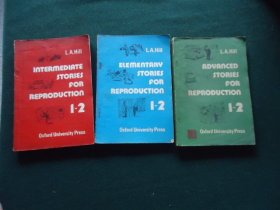 L.A.Hill
INTERMEDIATE
STORIES
FOR
REPRODUCTION
1-2
Oxford University Press
L.A.Hill
ELEMENTARY
STORIES
FOR
REPRODUCTION
1-2
Oxford University Press
L.A.Hill
ADVANCED
STORIES
FOR
REPRODUCTION
1-2
Oxford University Press